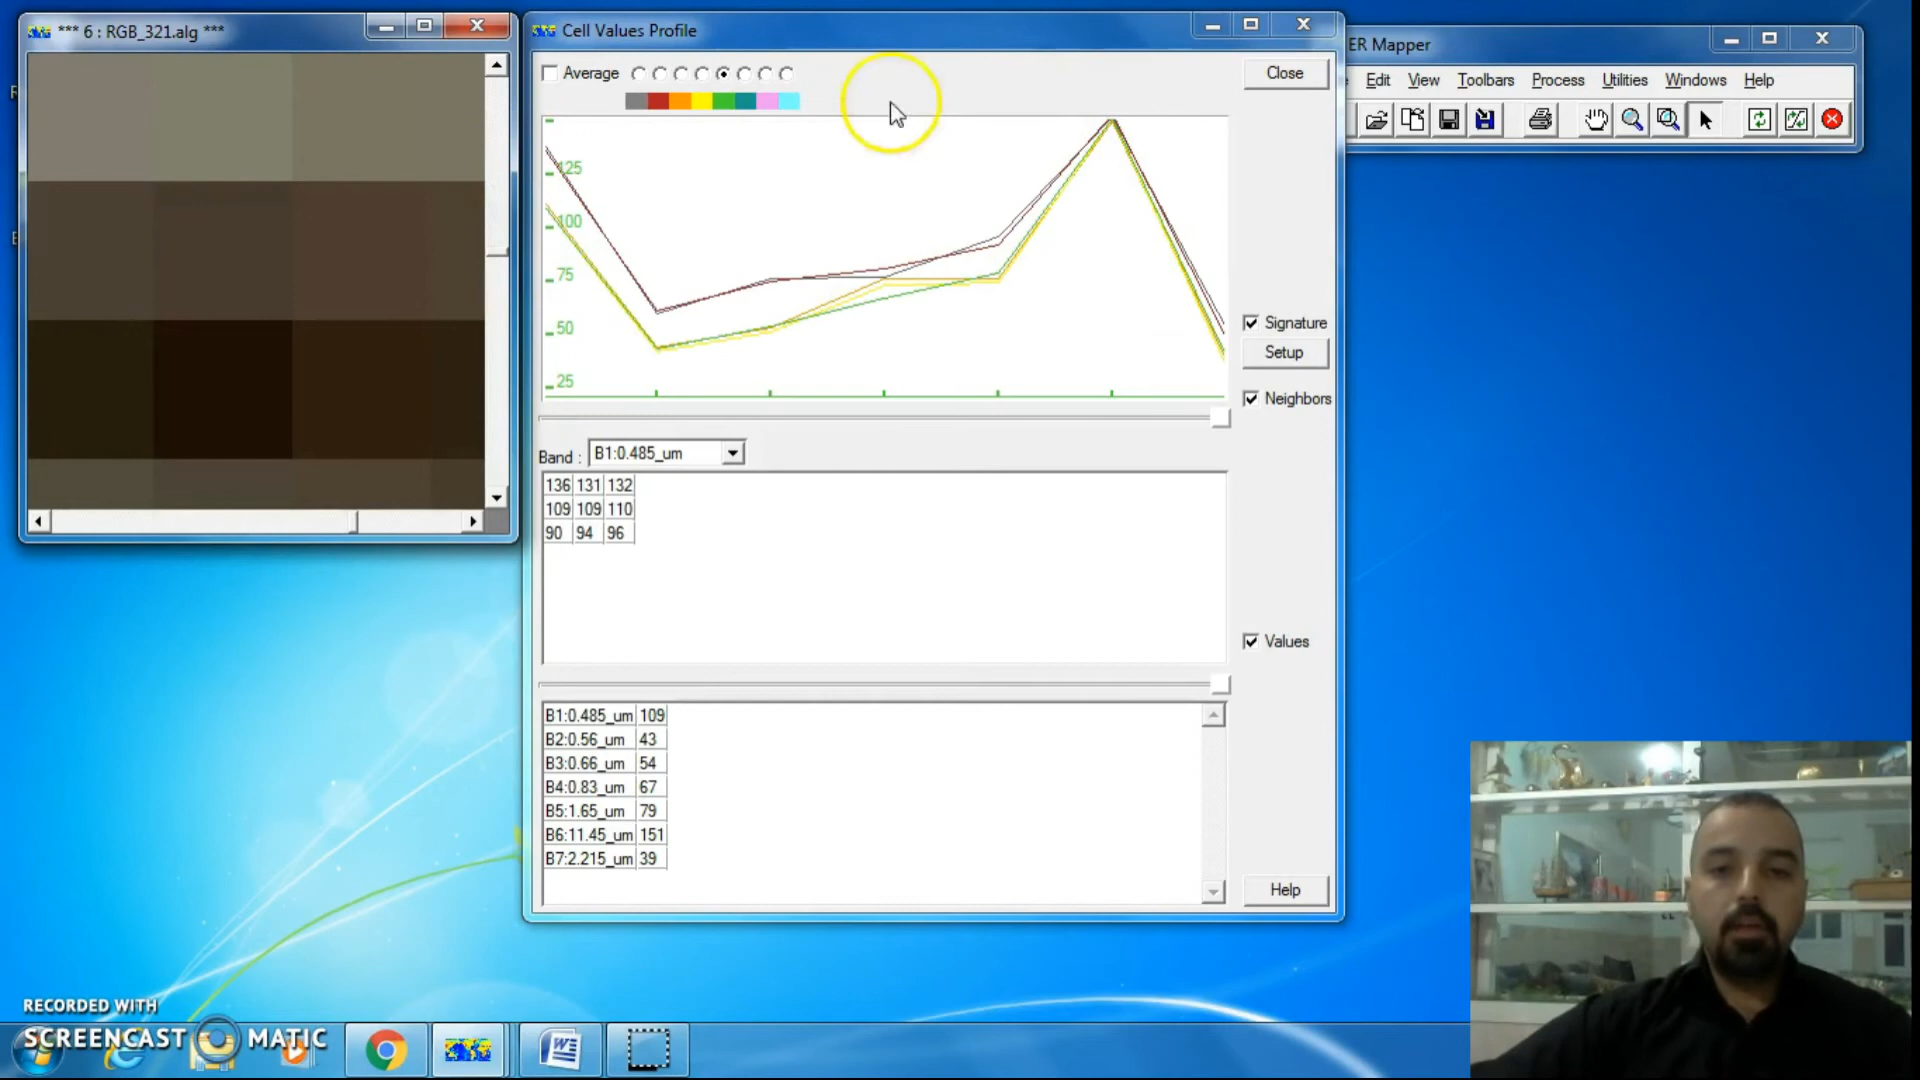 *** 6 : RGB_321.alg ***
Cell Values Profile
ER Mapper
Edit View Toolbars Process Utilities Windows Help
Average
Close
125
100
75
50
25
Signature
Setup
Neighbors
Band : B1:0.485_um
136 131 132
109 109 110
90 94 96
Values
B1:0.485_um 109
B2:0.56_um 43
B3:0.66_um 54
B4:0.83_um 67
B5:1.65_um 79
B6:11.45_um 151
B7:2.215_um 39
Help
RECORDED WITH
SCREENCAST MATIC